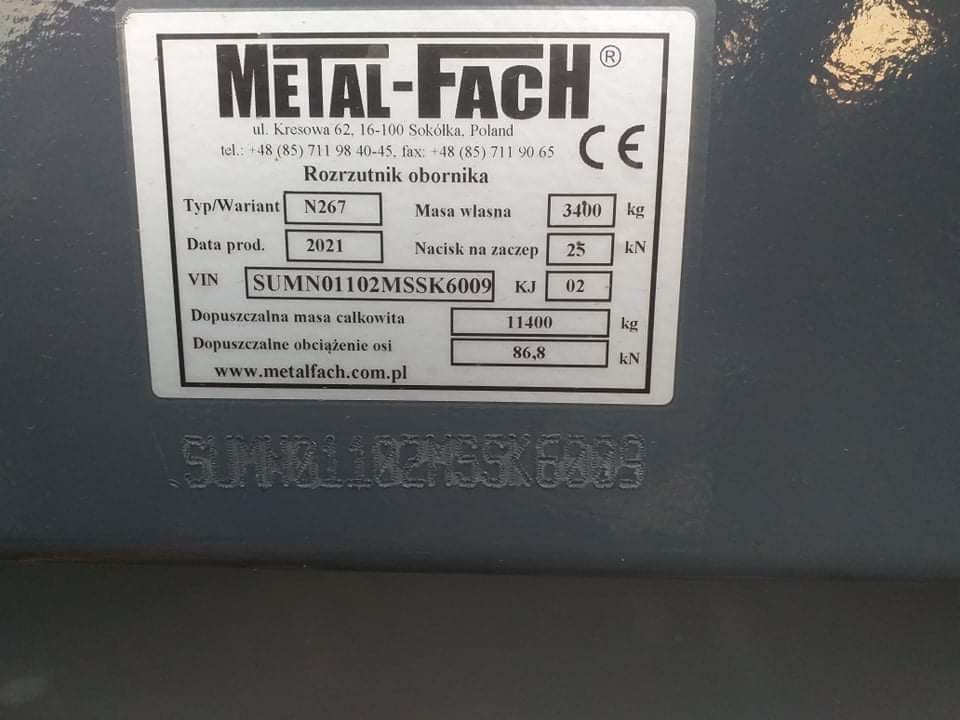 METAL-FACH®
ul. Kresowa 62, 16-100 Sokółka, Poland
tel.: +48 (85) 711 98 40-45, fax: +48 (85) 711 90 65
CE
Rozrzutnik obornika
Typ/Wariant N267 Masa własna 3400 kg
Data prod. 2021 Nacisk na zaczep 25 kN
VIN SUMN01102MSSK6009 KJ 02
Dopuszczalna masa całkowita 11400 kg
Dopuszczalne obciążenie osi 86,8 kN
www.metalfach.com.pl
SUMN01102MSSK6009